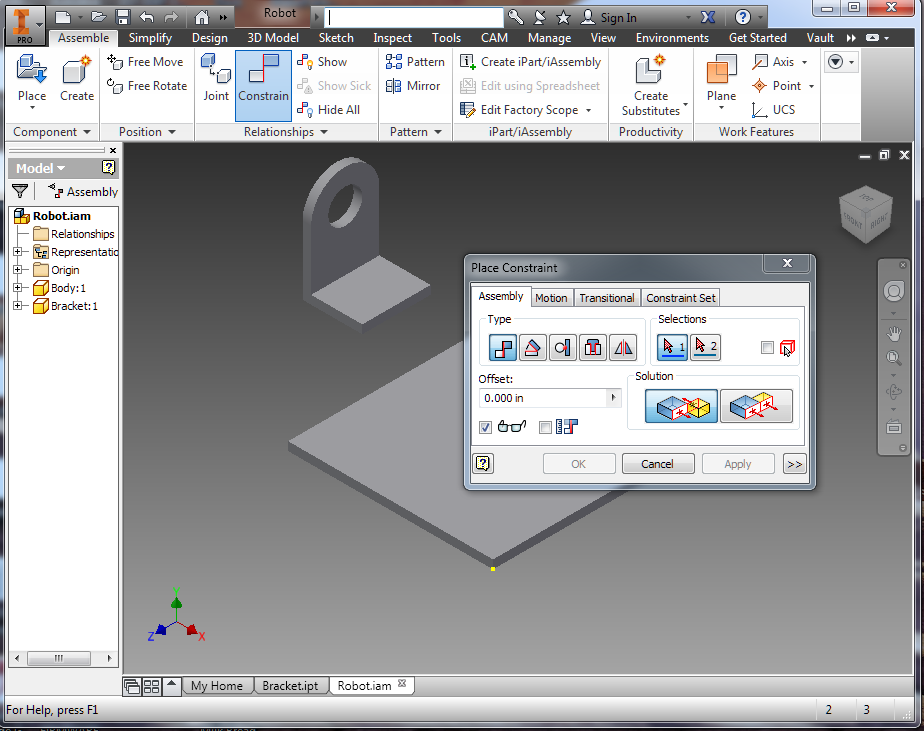 Robot
Sign In
PRO
Assemble Simplify Design 3D Model Sketch Inspect Tools CAM Manage View Environments Get Started Vault
Place
Create
Free Move
Free Rotate
Joint
Constrain
Show
Show Sick
Hide All
Pattern
Mirror
Create iPart/iAssembly
Edit using Spreadsheet
Edit Factory Scope
Create
Substitutes
Plane
Axis
Point
UCS
Component Position Relationships Pattern iPart/iAssembly Productivity Work Features
Model
Assembly
Robot.iam
Relationships
Representatio
Origin
Body:1
Bracket:1
TOP
FRONT
RIGHT
Place Constraint
Assembly Motion Transitional Constraint Set
Type
Selections
1
2
Offset:
0.000 in
Solution
OK
Cancel
Apply
>>
Y
Z
X
My Home
Bracket.ipt
Robot.iam
For Help, press F1
2
3